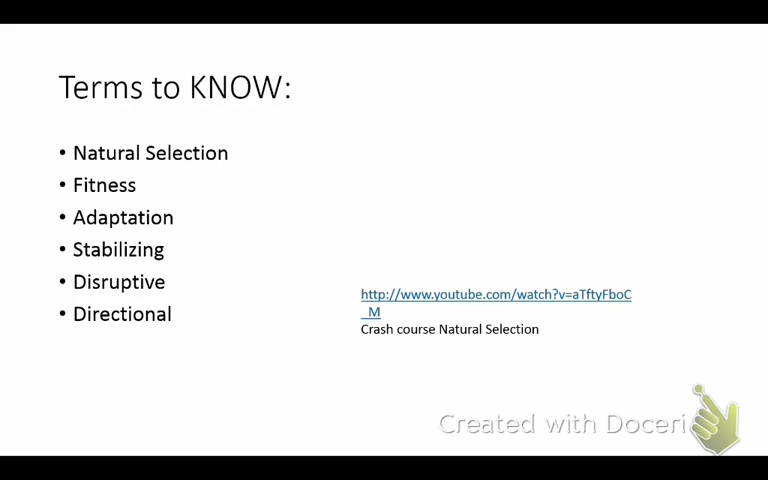 Terms to KNOW:
• Natural Selection
• Fitness
• Adaptation
• Stabilizing
• Disruptive
• Directional
http://www.youtube.com/watch?v=aTftyFboC
_M
Crash course Natural Selection
Created with Doceri